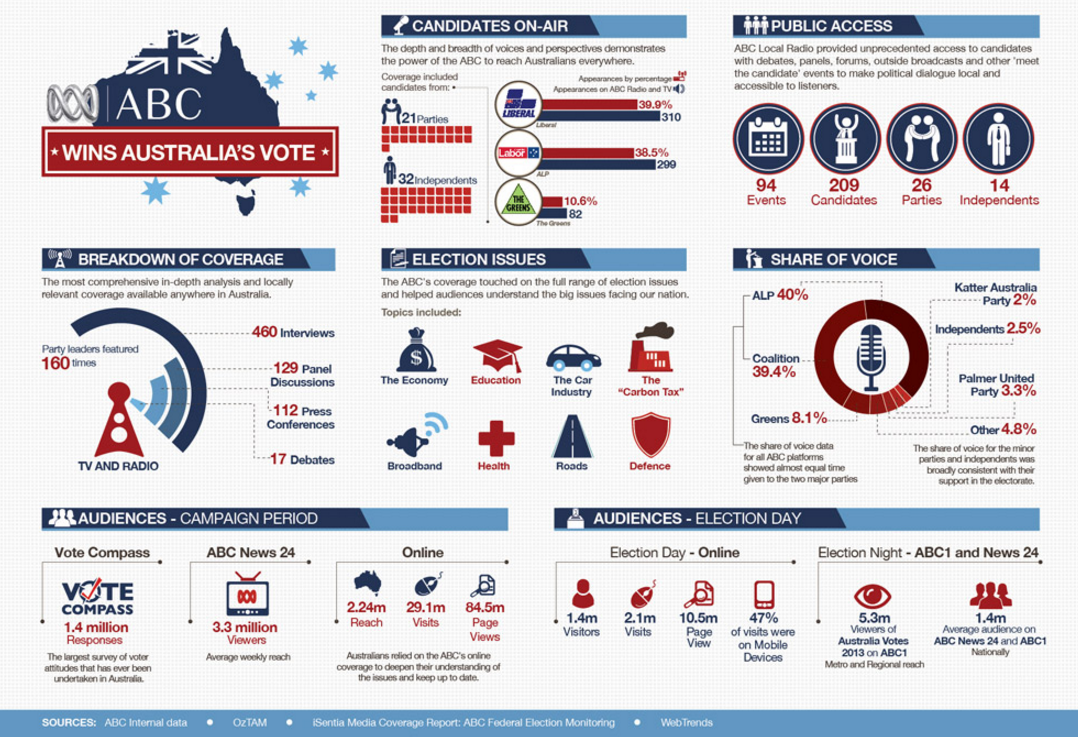 ABC
WINS AUSTRALIA'S VOTE
CANDIDATES ON-AIR
The depth and breadth of voices and perspectives demonstrates
the power of the ABC to reach Australians everywhere.
Coverage included
candidates from:
21 Parties
32 Independents
Appearances by percentage
Appearances on ABC Radio and TV
LIBERAL
39.9%
310
Liberal
Labor
38.5%
299
ALP
THE
GREENS
10.6%
82
The Greens
PUBLIC ACCESS
ABC Local Radio provided unprecedented access to candidates
with debates, panels, forums, outside broadcasts and other 'meet
the candidate' events to make political dialogue local and
accessible to listeners.
94
Events
209
Candidates
26
Parties
14
Independents
BREAKDOWN OF COVERAGE
The most comprehensive in-depth analysis and locally
relevant coverage available anywhere in Australia.
Party leaders featured
160 times
460 Interviews
129 Panel
Discussions
112 Press
Conferences
17 Debates
TV AND RADIO
ELECTION ISSUES
The ABC's coverage touched on the full range of election issues
and helped audiences understand the big issues facing our nation.
Topics included:
$
The Economy
Education
The Car
Industry
The
"Carbon Tax"
Broadband
Health
Roads
Defence
SHARE OF VOICE
ALP 40%
Coalition
39.4%
Greens 8.1%
Katter Australia
Party 2%
Independents 2.5%
Palmer United
Party 3.3%
Other 4.8%
The share of voice data
for all ABC platforms
showed almost equal time
given to the two major parties
The share of voice for the minor
parties and independents was
broadly consistent with their
support in the electorate.
AUDIENCES - CAMPAIGN PERIOD
Vote Compass
VOTE
COMPASS
1.4 million
Responses
The largest survey of voter
attitudes that has ever been
undertaken in Australia.
ABC News 24
3.3 million
Viewers
Average weekly reach
Online
2.24m
Reach
29.1m
Visits
84.5m
Page
Views
Australians relied on the ABC's online
coverage to deepen their understanding of
the issues and keep up to date.
AUDIENCES - ELECTION DAY
Election Day - Online
1.4m
Visitors
2.1m
Visits
10.5m
Page
View
47%
of visits were
on Mobile
Devices
Election Night - ABC1 and News 24
5.3m
Viewers of
Australia Votes
2013 on ABC1
Metro and Regional reach
1.4m
Average audience on
ABC News 24 and ABC1
Nationally
SOURCES: ABC Internal data • OzTAM • iSentia Media Coverage Report: ABC Federal Election Monitoring • WebTrends